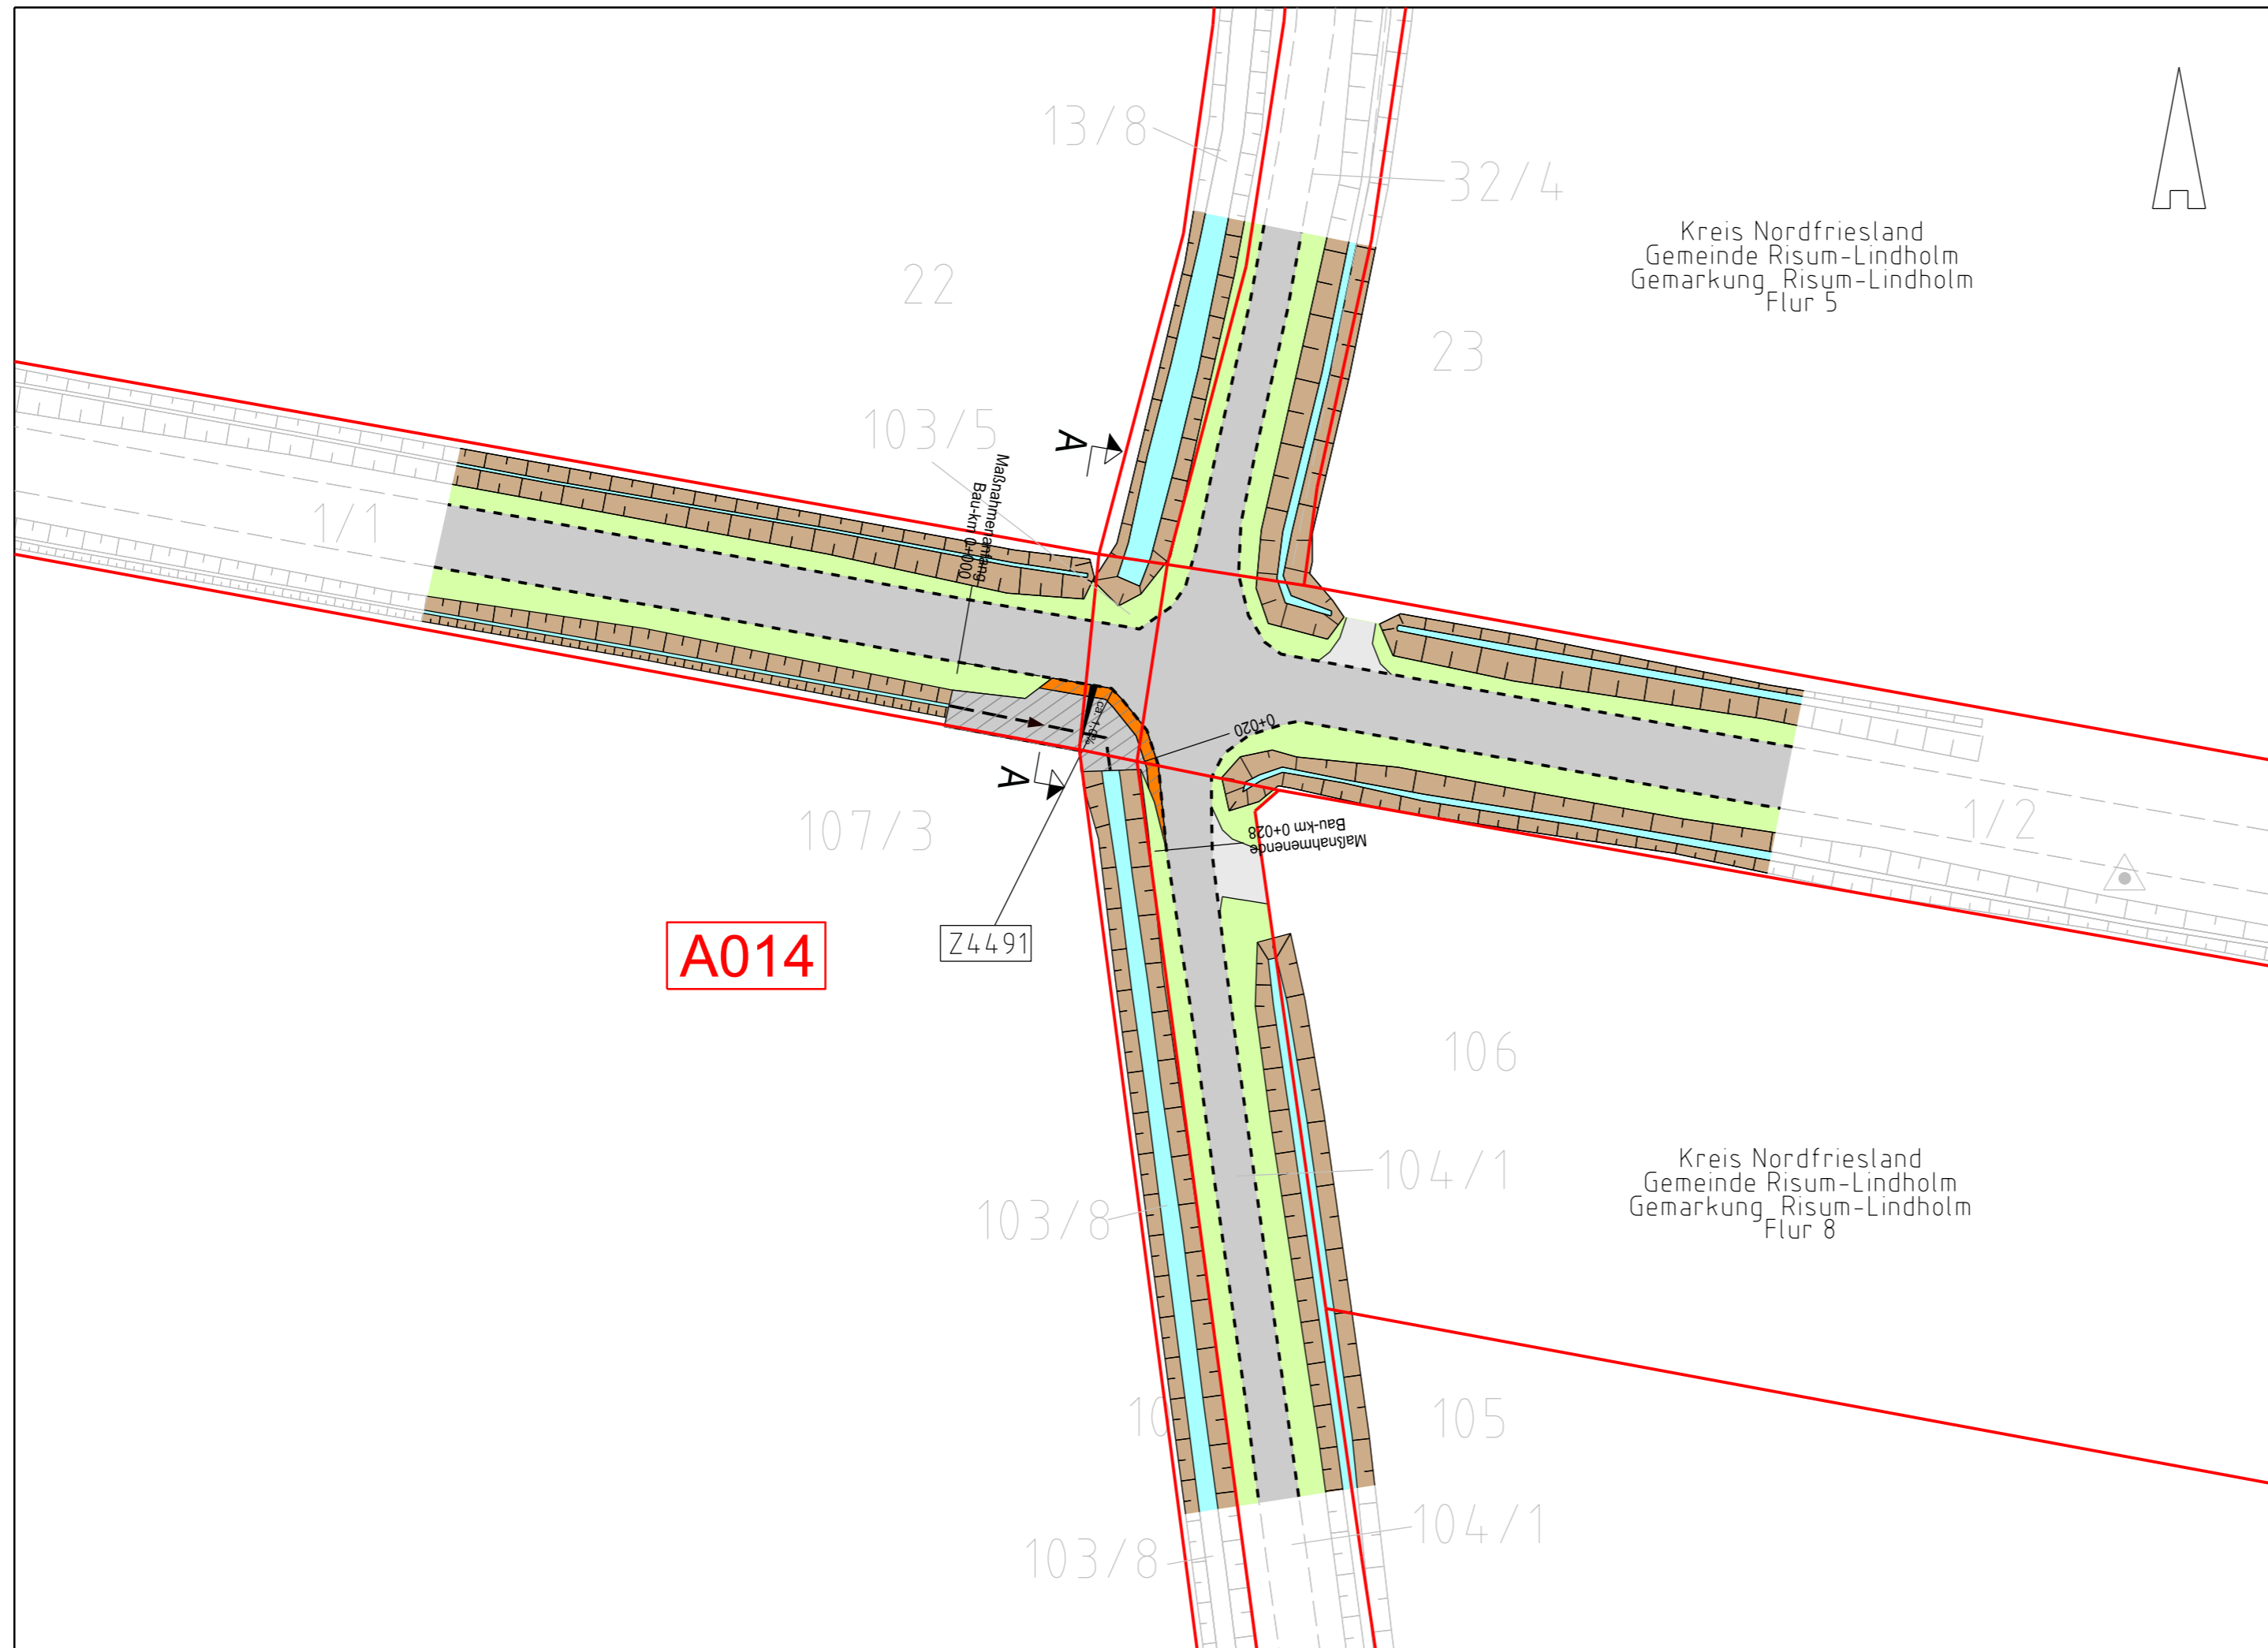 13/8
32/4
Kreis Nordfriesland
Gemeinde Risum-Lindholm
Gemarkung Risum-Lindholm
Flur 5
22
23
103/5
A
Maßnahmenanfang
Bau-km 0+000
1/1
0+020
A
1/2
107/3
Maßnahmenence
Bau-km 0+028
Z4491
A014
106
Kreis Nordfriesland
Gemeinde Risum-Lindholm
Gemarkung Risum-Lindholm
Flur 8
104/1
103/8
10
105
104/1
103/8